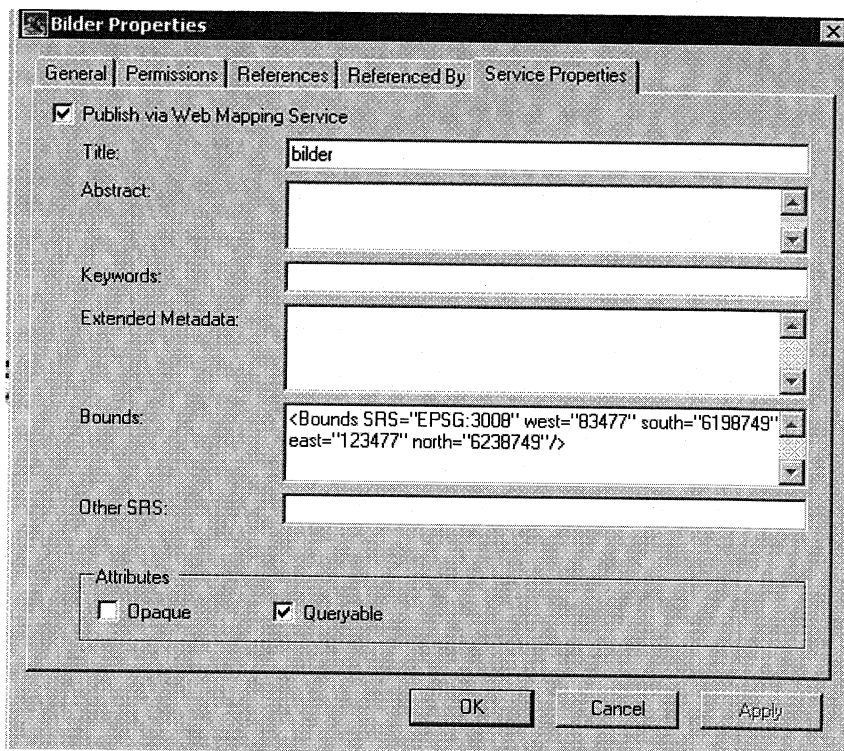 Bilder Properties
General Permissions References Referenced By Service Properties
Publish via Web Mapping Service
Title: bilder
Abstract:
Keywords:
Extended Metadata:
Bounds: <Bounds SRS="EPSG:3008" west="83477" south="6198749"
east="123477" north="6238749"/>
Other SRS:
Attributes
Opaque Queryable
OK Cancel Apply